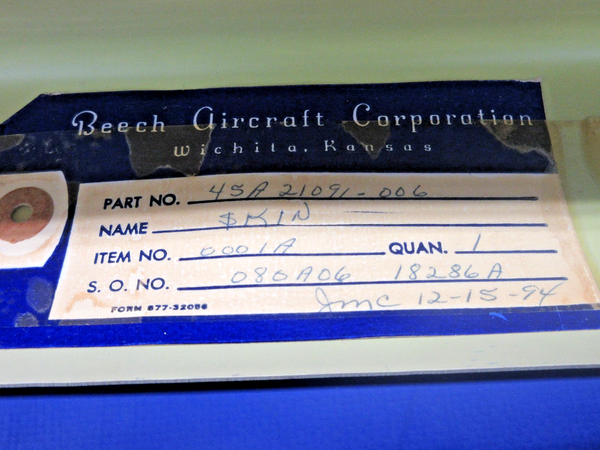 Beech Aircraft Corporation
Wichita, Kansas
PART NO. 45A 21091-006
NAME SKIN
ITEM NO. 0001A QUAN. 1
S. O. NO. 080A06 18286A
FORM 677-32086
JMC 12-15-94